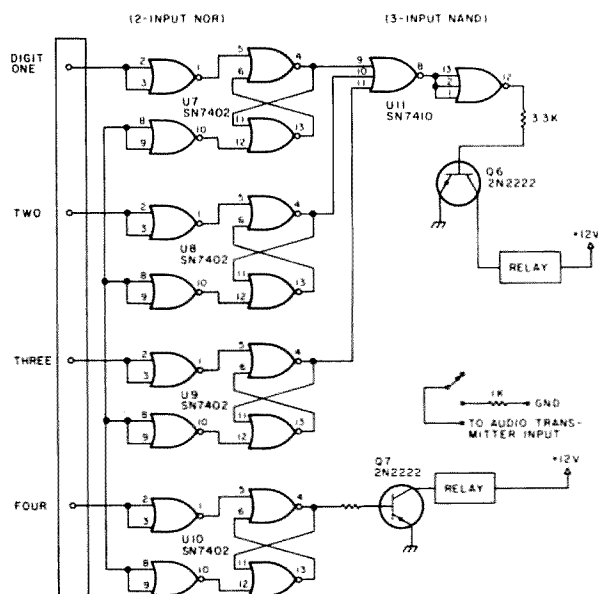 (2-INPUT NOR)
(3-INPUT NAND)
DIGIT
ONE
2
3
1
5
6
4
U7
SN7402
8
9
10
11
12
13
9
10
11
8
U11
SN7410
13
2
1
12
3.3K
Q6
2N2222
+12V
RELAY
TWO
2
3
1
5
6
4
U8
SN7402
8
9
10
11
12
13
THREE
2
3
1
5
6
4
U9
SN7402
8
9
10
11
12
13
1K
GND
TO AUDIO TRANS-
MITTER INPUT
FOUR
2
3
1
5
6
4
U10
SN7402
8
9
10
11
12
13
Q7
2N2222
RELAY
+12V